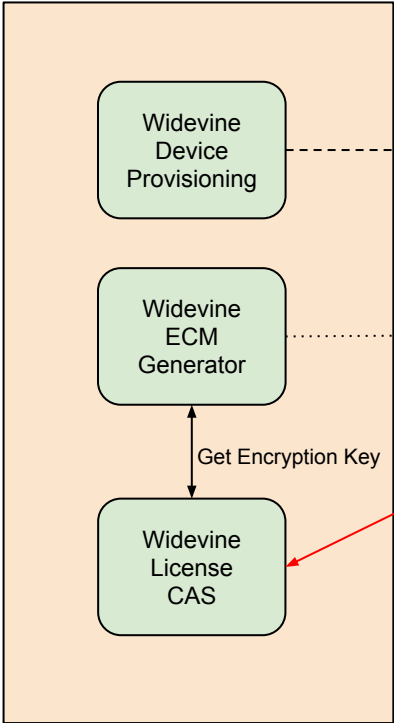 Widevine
Device
Provisioning
Widevine
ECM
Generator
Get Encryption Key
Widevine
License
CAS